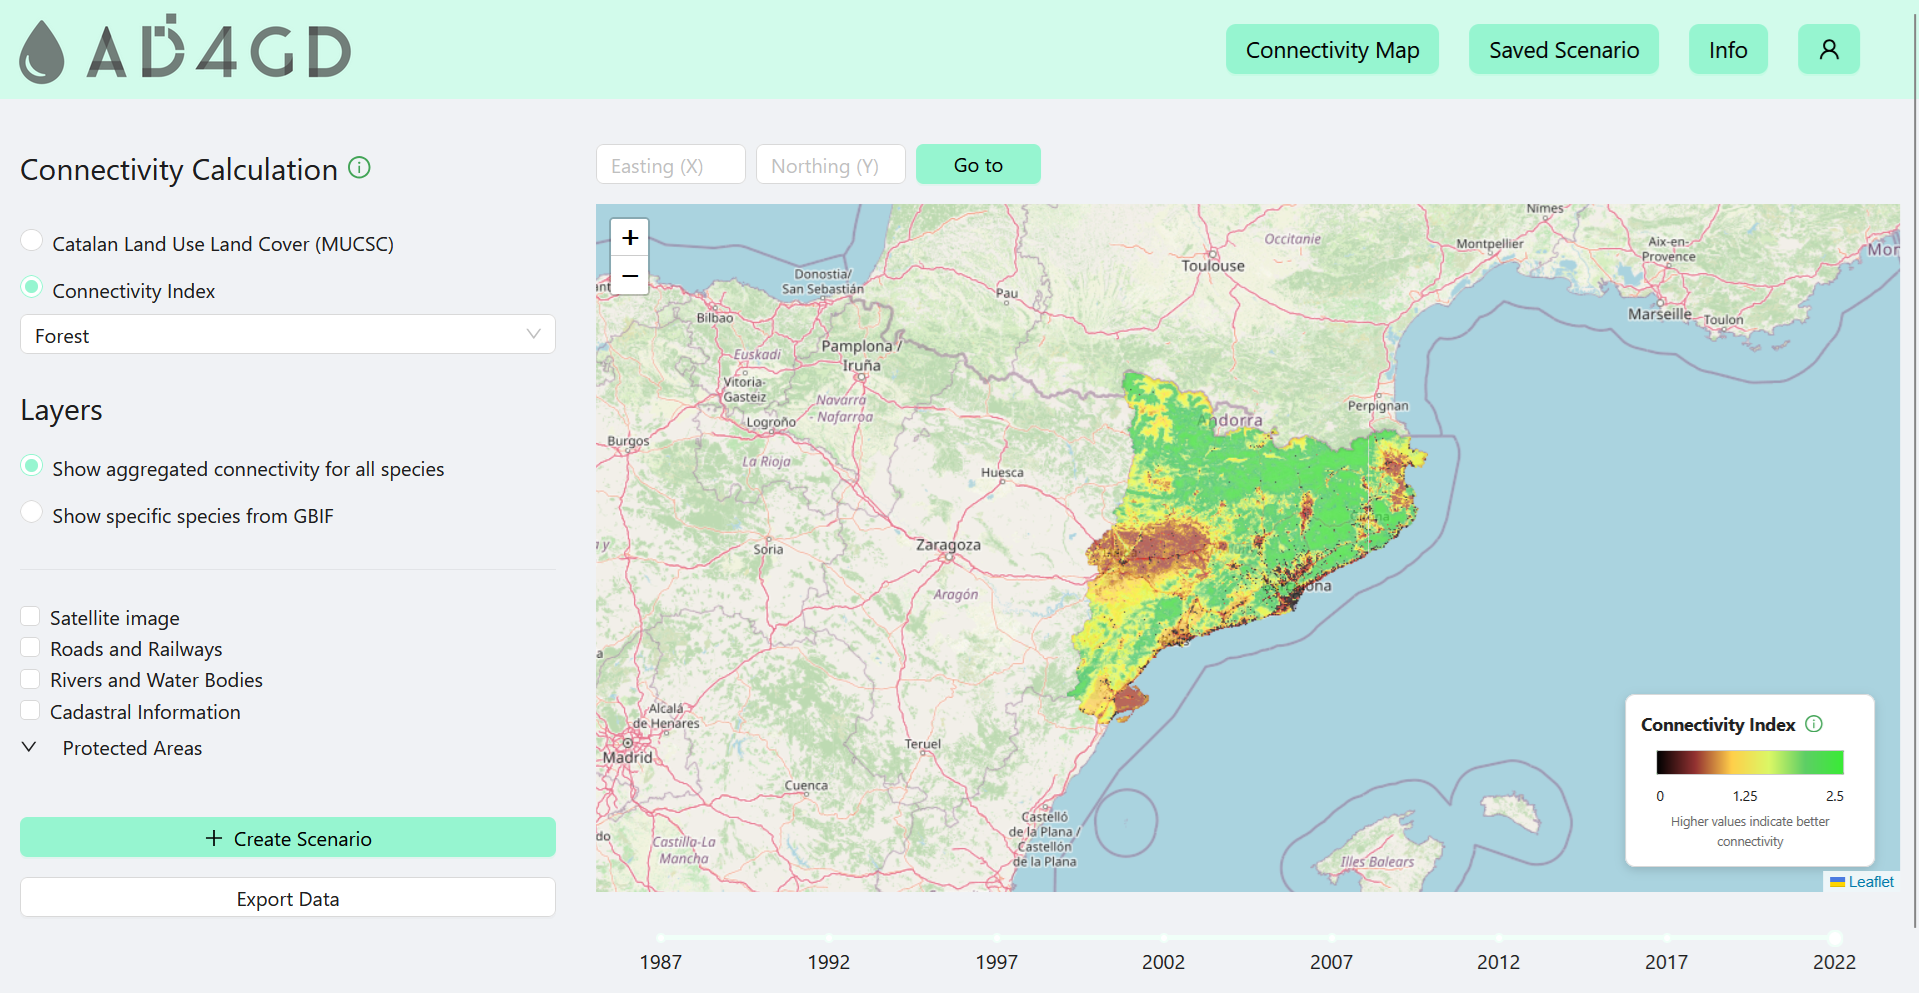 AD4GD
Connectivity Map
Saved Scenario
Info
Connectivity Calculation
Catalan Land Use Land Cover (MUCSC)
Connectivity Index
Forest
Layers
Show aggregated connectivity for all species
Show specific species from GBIF
Satellite image
Roads and Railways
Rivers and Water Bodies
Cadastral Information
Protected Areas
+ Create Scenario
Export Data
Easting (X)
Northing (Y)
Go to
+
−
Nîmes
Occitanie
Montpellier
Aix-en-
Provence
Mon
Toulouse
Donostia/
San Sebastián
Pau
Marseille
Toulon
Bilbao
Pamplona /
Iruña
Euskadi
Vitoria-
Gasteiz
Navarra
- Nafarroa
Logroño
Perpignan
Andorra
Burgos
La Rioja
Huesca
Soria
Zaragoza
Aragón
ona
Alcalá
de Henares
Madrid
Teruel
Cuenca
Castelló
de la Plana /
Castellón
de la Plana
Castilla-La
Mancha
Illes Balears
Connectivity Index
0
1.25
2.5
Higher values indicate better
connectivity
Leaflet
1987
1992
1997
2002
2007
2012
2017
2022